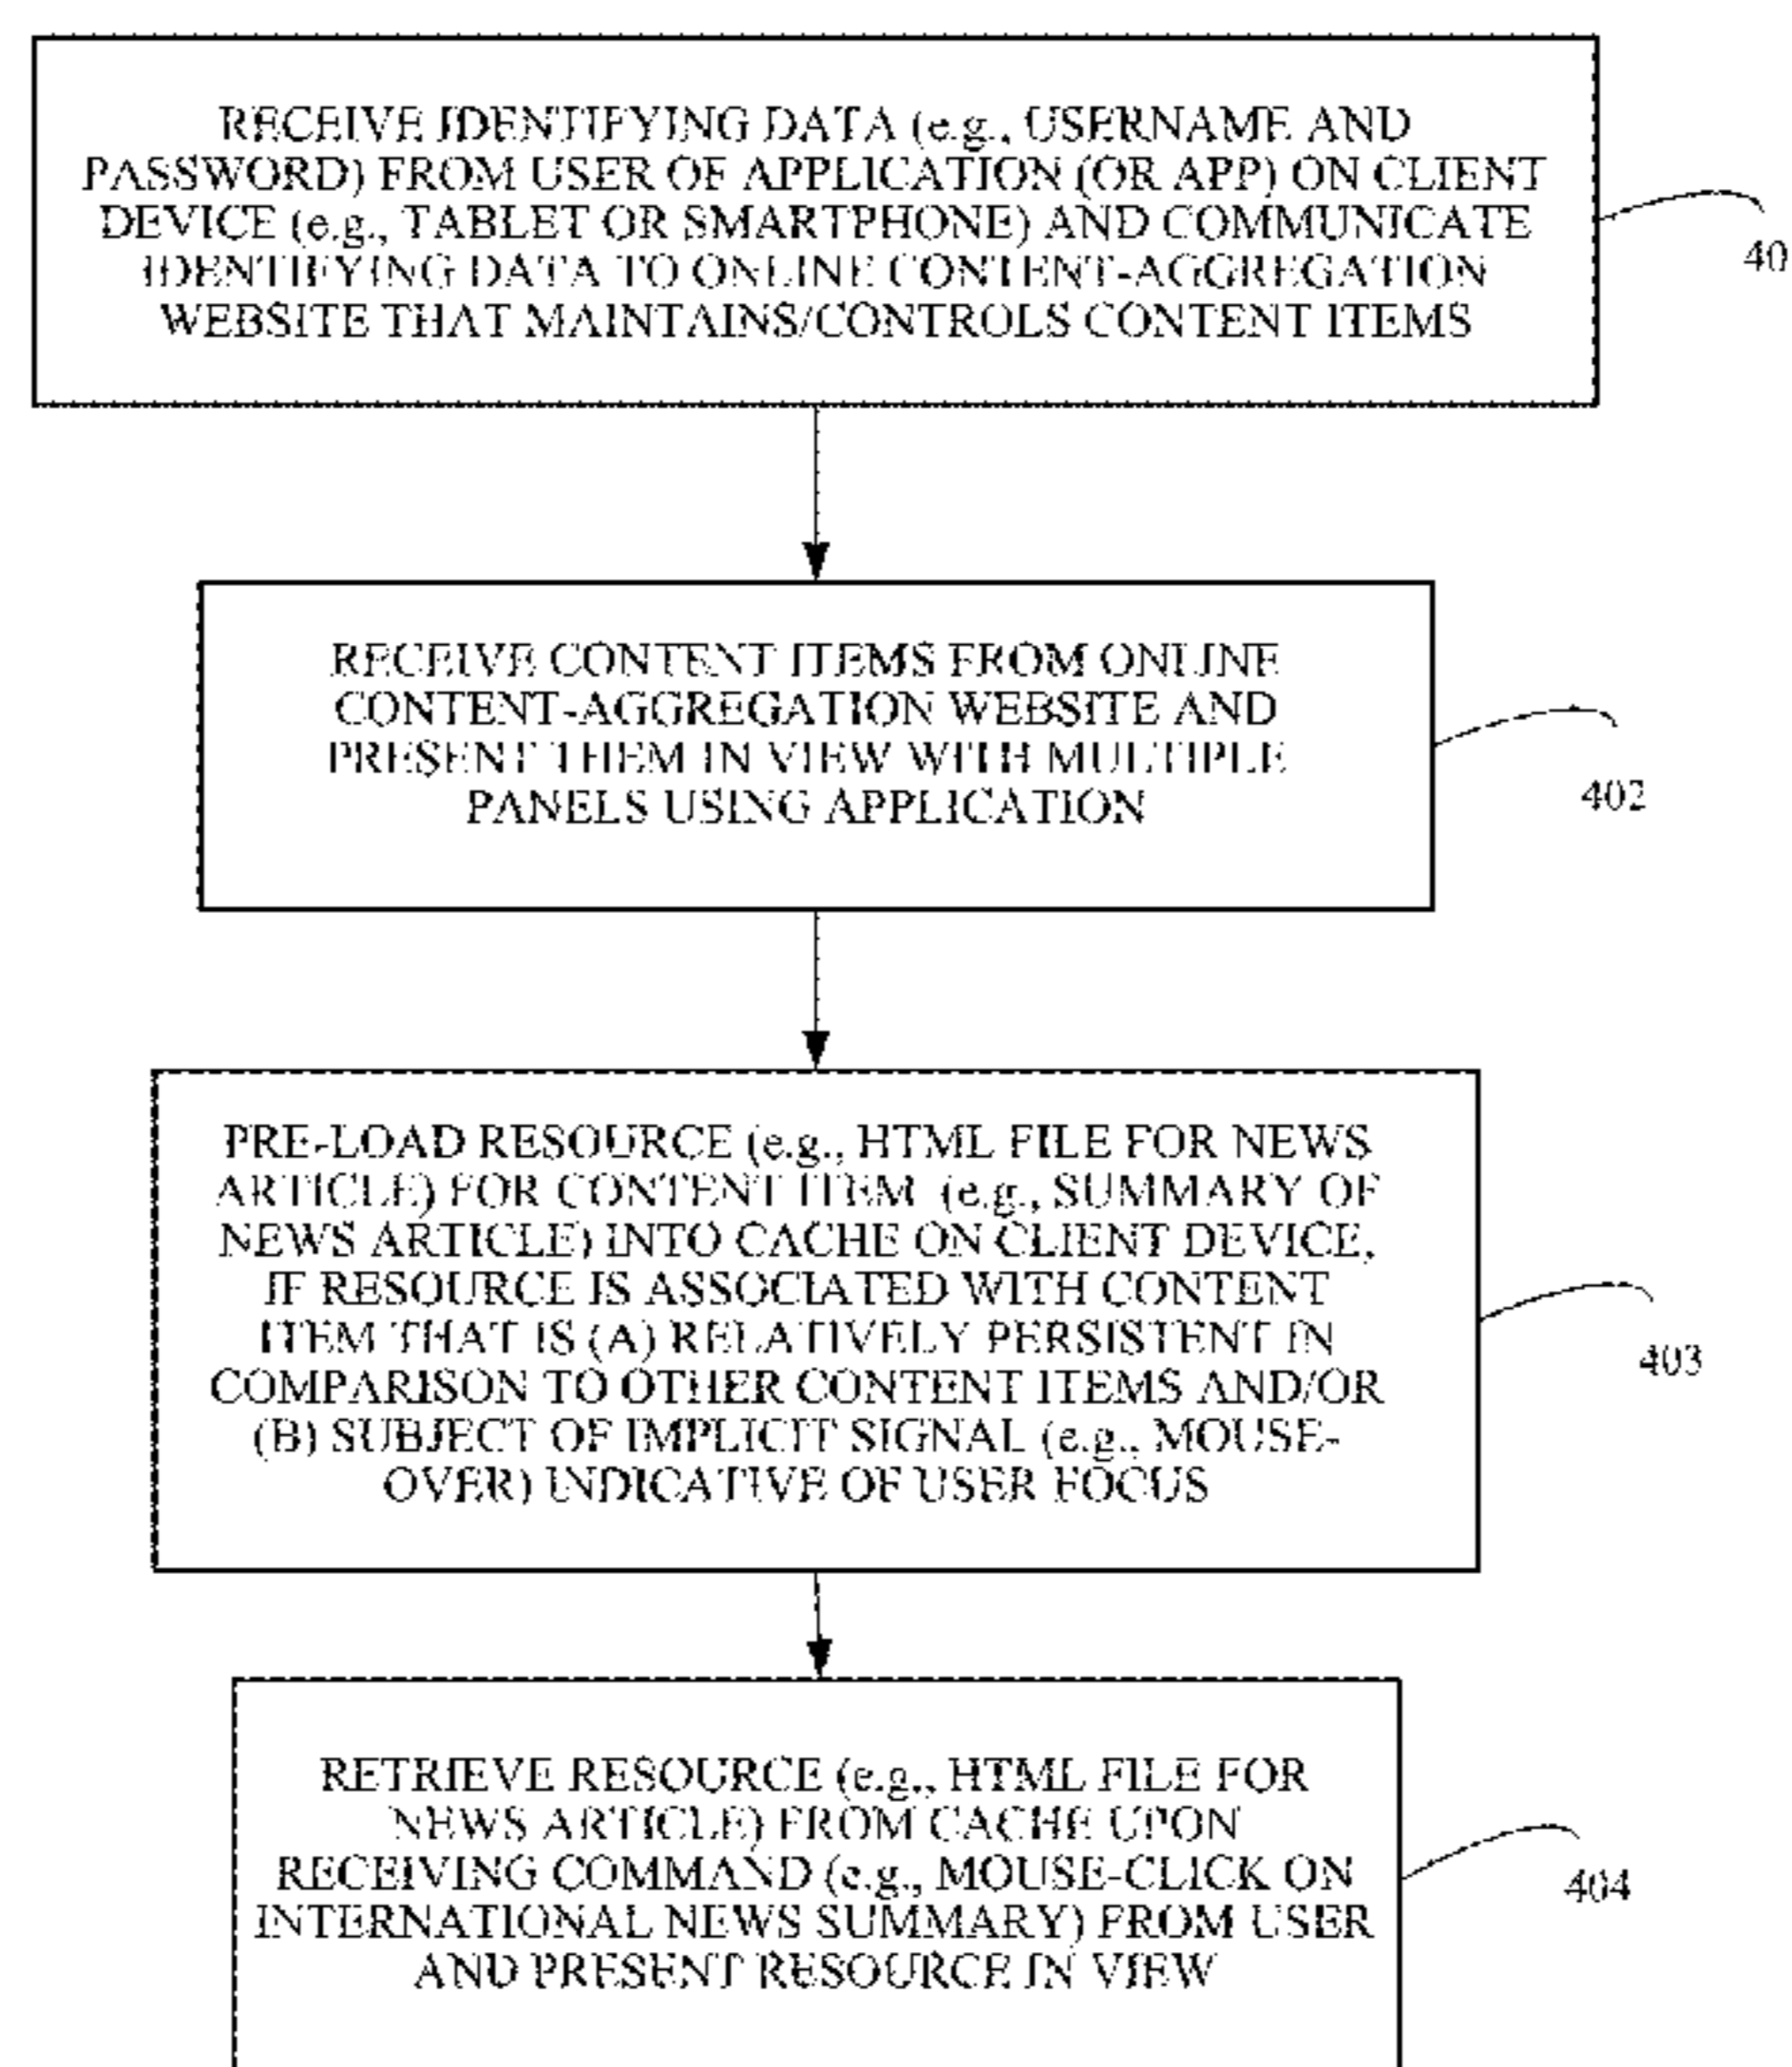 RECEIVE IDENTIFYING DATA (e.g., USERNAME AND
PASSWORD) FROM USER OF APPLICATION (OR APP) ON CLIENT
DEVICE (e.g., TABLET OR SMARTPHONE) AND COMMUNICATE
IDENTIFYING DATA TO ONLINE CONTENT-AGGREGATION
WEBSITE THAT MAINTAINS/CONTROLS CONTENT ITEMS
40
RECEIVE CONTENT ITEMS FROM ONLINE
CONTENT-AGGREGATION WEBSITE AND
PRESENT THEM IN VIEW WITH MULTIPLE
PANELS USING APPLICATION
402
PRE-LOAD RESOURCE (e.g., HTML FILE FOR NEWS
ARTICLE) FOR CONTENT ITEM (e.g., SUMMARY OF
NEWS ARTICLE) INTO CACHE ON CLIENT DEVICE,
IF RESOURCE IS ASSOCIATED WITH CONTENT
ITEM THAT IS (A) RELATIVELY PERSISTENT IN
COMPARISON TO OTHER CONTENT ITEMS AND/OR
(B) SUBJECT OF IMPLICIT SIGNAL (e.g., MOUSE-
OVER) INDICATIVE OF USER FOCUS
403
RETRIEVE RESOURCE (e.g., HTML FILE FOR
NEWS ARTICLE) FROM CACHE UPON
RECEIVING COMMAND (e.g., MOUSE-CLICK ON
INTERNATIONAL NEWS SUMMARY) FROM USER
AND PRESENT RESOURCE IN VIEW
404